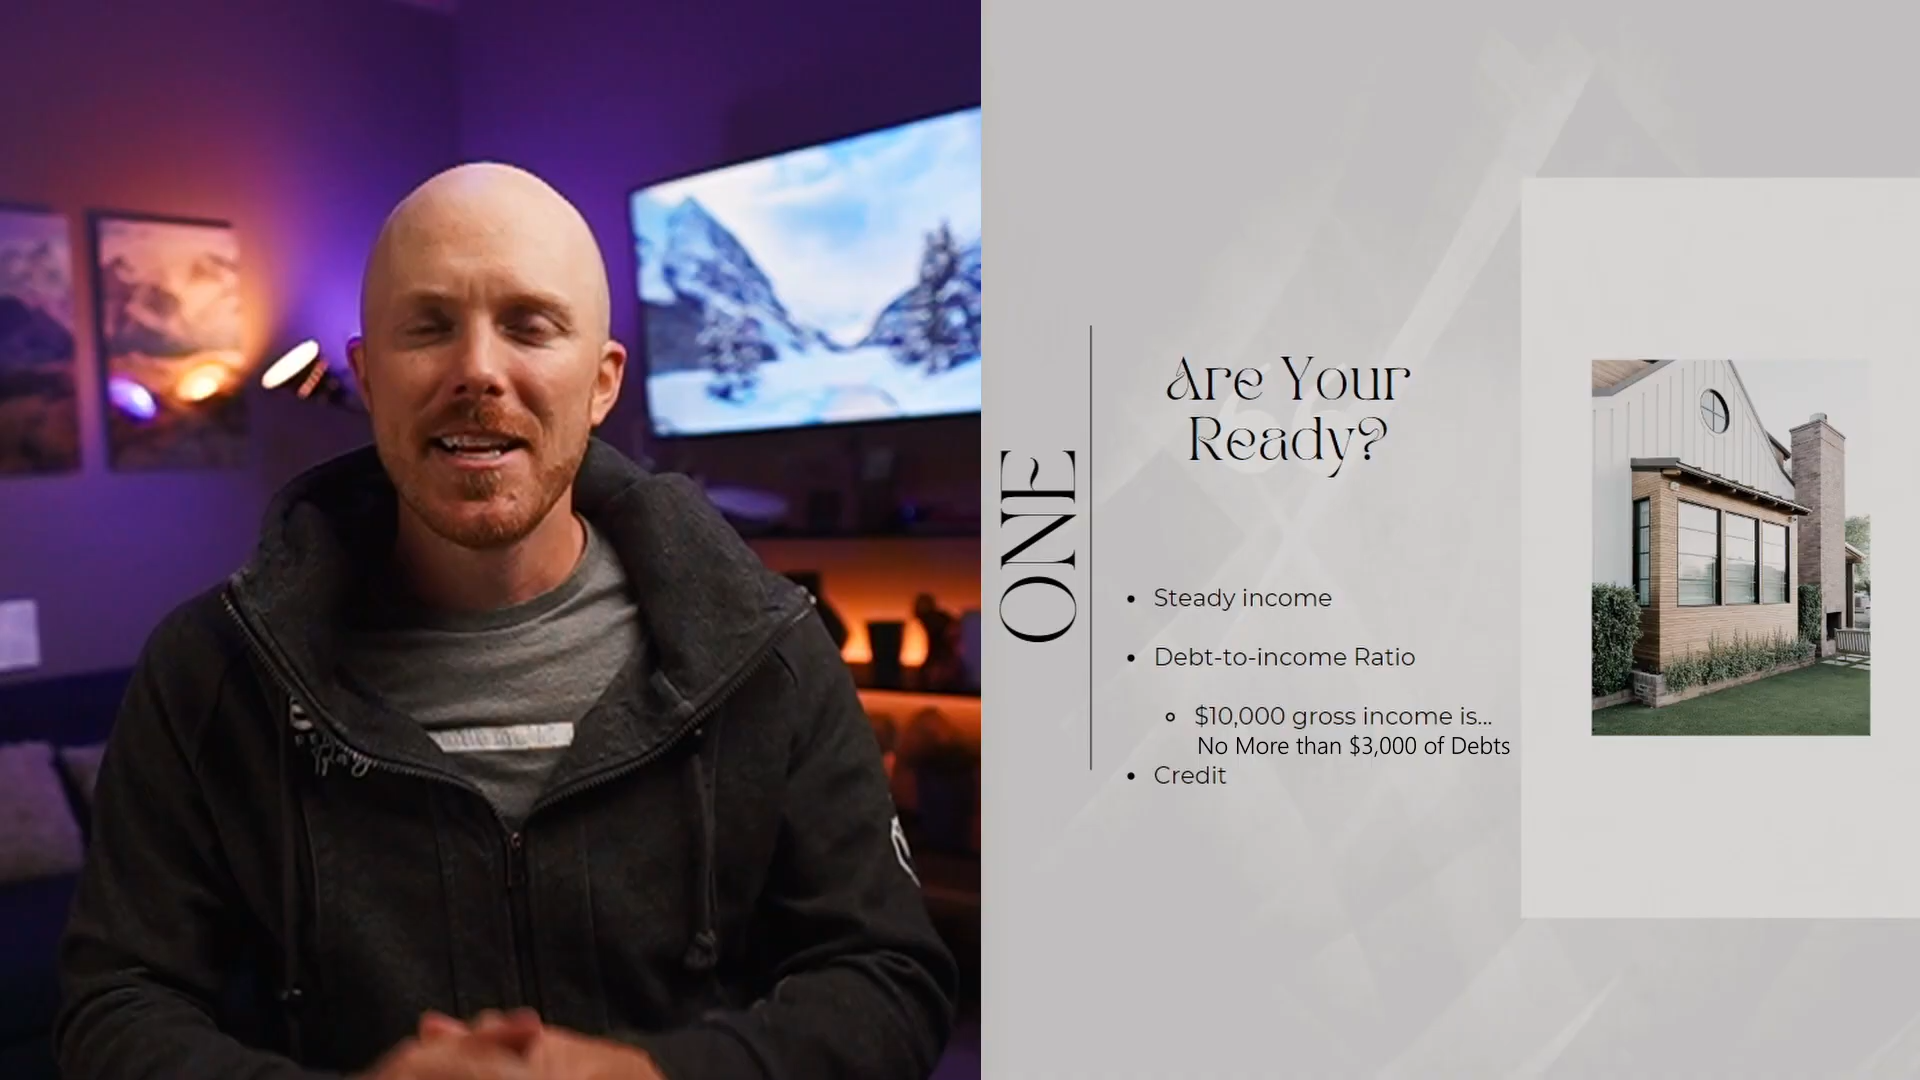 ONE
Are Your
Ready?
Steady income
Debt-to-income Ratio
$10,000 gross income is...
No More than $3,000 of Debts
Credit